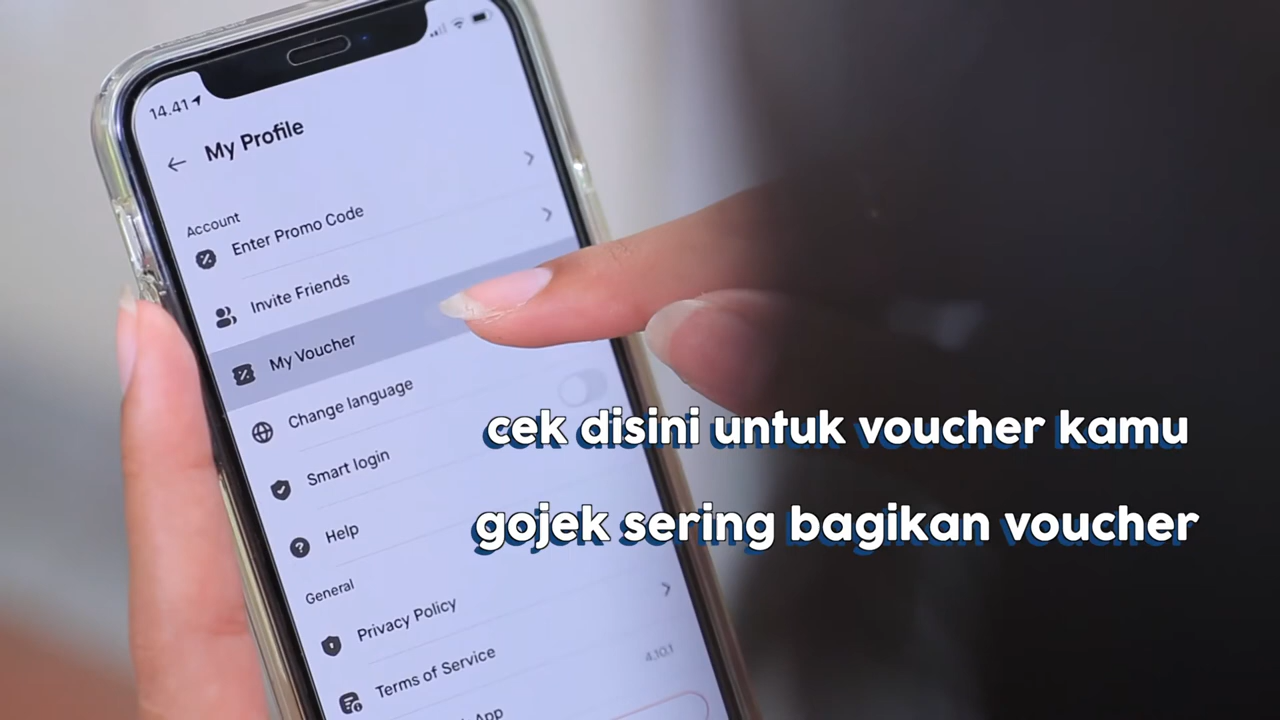 14.41
My Profile
Account
Enter Promo Code
Invite Friends
My Voucher
Change language
Smart login
Help
General
Privacy Policy
Terms of Service
4.10.1
App
cek disini untuk voucher kamu
gojek sering bagikan voucher